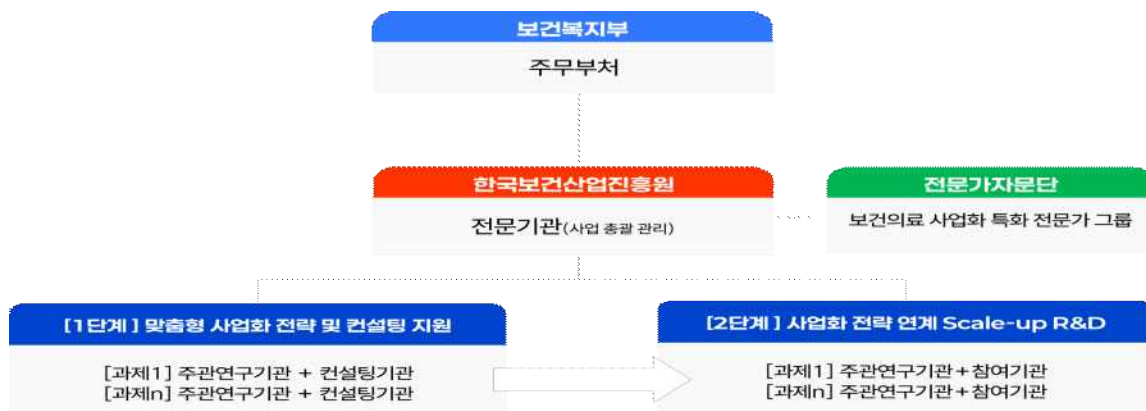 보건복지부
주무부처
한국보건산업진흥원
전문기관(사업 총괄 관리)
전문가자문단
보건의료 사업화 특화 전문가 그룹
[1단계] 맞춤형 사업화 전략 및 컨설팅 지원
[과제1] 주관연구기관 + 컨설팅기관
[과제n] 주관연구기관 + 컨설팅기관
[2단계] 사업화 전략 연계 Scale-up R&D
[과제1] 주관연구기관+참여기관
[과제n] 주관연구기관+참여기관